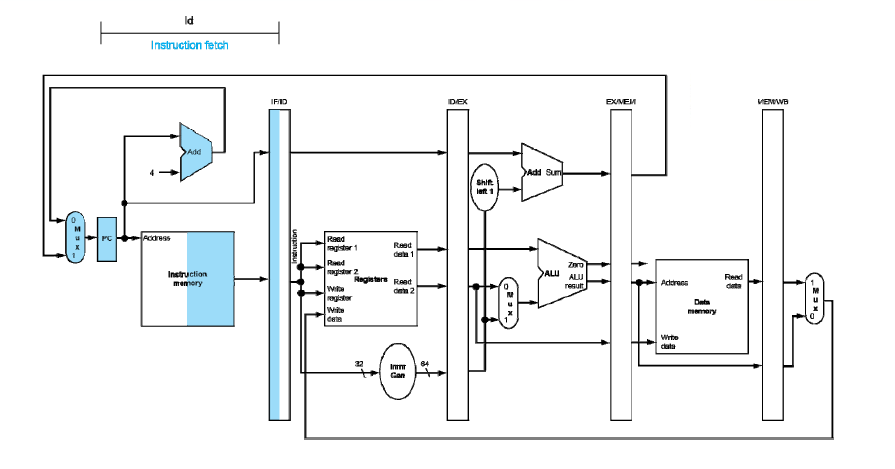 ld
Instruction fetch
IF/ID
ID/EX
EX/MEM
MEM/WB
Add
4
Add Sum
Shift
left 1
0
M
u
x
1
PC
Address
Instruction
memory
Instruction
Read
register 1
Read
register 2
Write
register
Write
data
Registers
Read
data 1
Read
data 2
0
M
u
x
1
ALU
Zero
ALU
result
Address
Write
data
Read
data
Data
memory
1
M
u
x
0
32
Imm
Gen
64